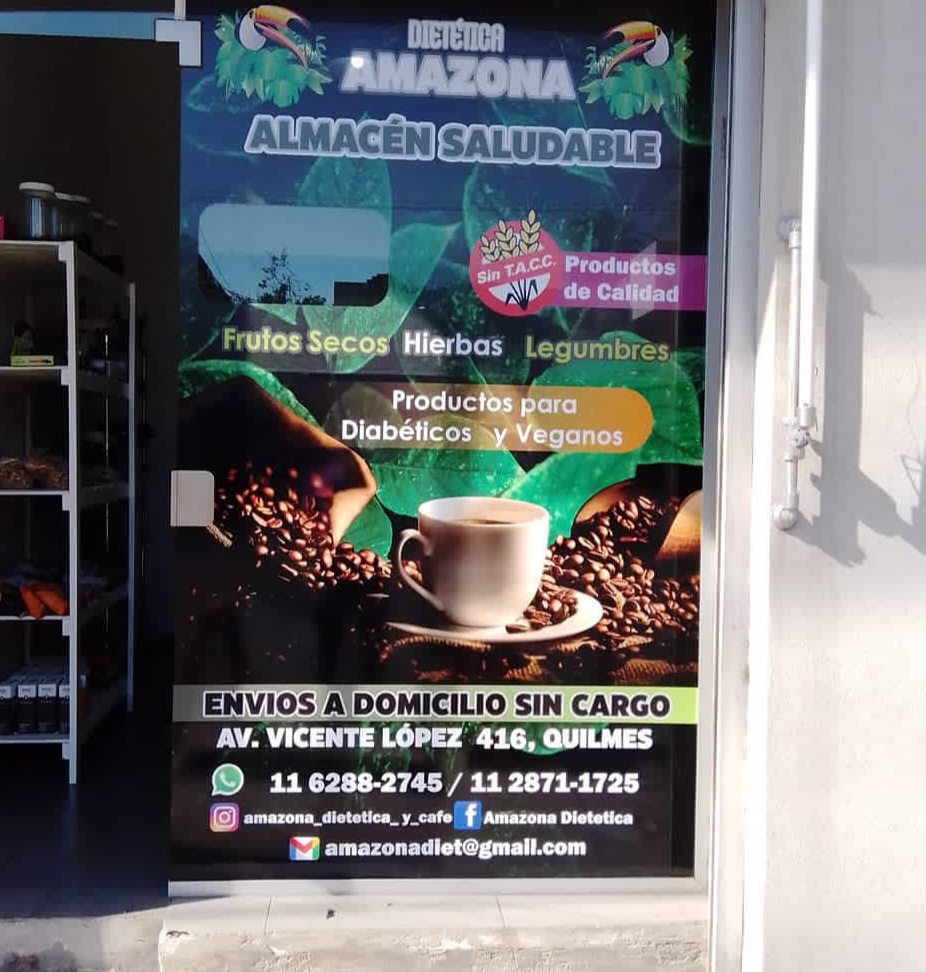 DIETÉTICA
AMAZONA
ALMACÉN SALUDABLE
Sin T.A.C.C.
Productos
de Calidad
Frutos Secos Hierbas Legumbres
Productos para
Diabéticos y Veganos
ENVIOS A DOMICILIO SIN CARGO
AV. VICENTE LÓPEZ 416, QUILMES
11 6288-2745 / 11 2871-1725
amazona_dietetica_y_cafe Amazona Dietetica
amazonadiet@gmail.com